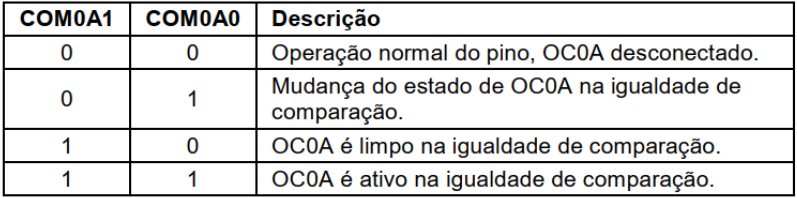 COM0A1 COM0A0 Descrição
0 0 Operação normal do pino, OC0A desconectado.
0 1 Mudança do estado de OC0A na igualdade de
comparação.
1 0 OC0A é limpo na igualdade de comparação.
1 1 OC0A é ativo na igualdade de comparação.